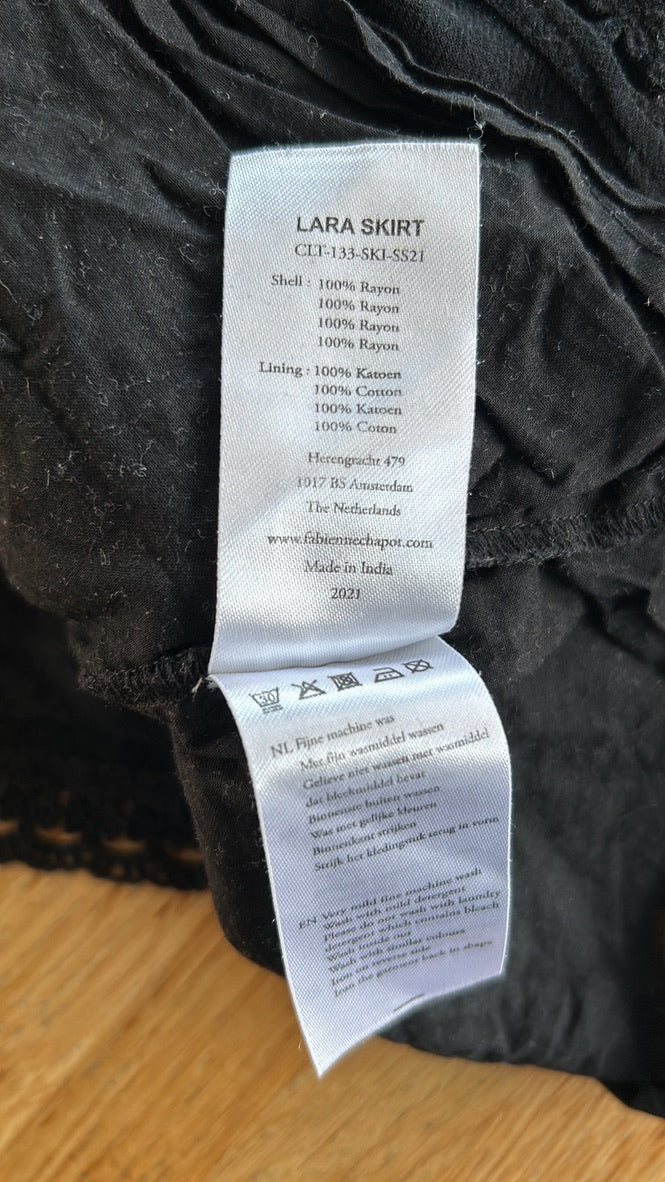 LARA SKIRT
CLT-133-SKI-SS21
Shell : 100% Rayon
100% Rayon
100% Rayon
100% Rayon
Lining : 100% Katoen
100% Cotton
100% Katoen
100% Coton
Herengracht 479
1017 BS Amsterdam
The Netherlands
www.fabiennechapot.com
Made in India
2021
30
NL Fijne machine was
Met fijn wasmiddel wassen
Gelieve niet wassen met wasmiddel
dat bleekmiddel bevat
Binnenste buiten wassen
Was met gelijke kleuren
Binnenkant strijken
Strijk het kledingstuk terug in vorm
EN Very mild fine machine wash
Wash with mild detergent
Please do not wash with laundry
detergent which contains bleach
Wash inside out
Wash with similar colours
Iron on reverse side
Iron the garment back in shape